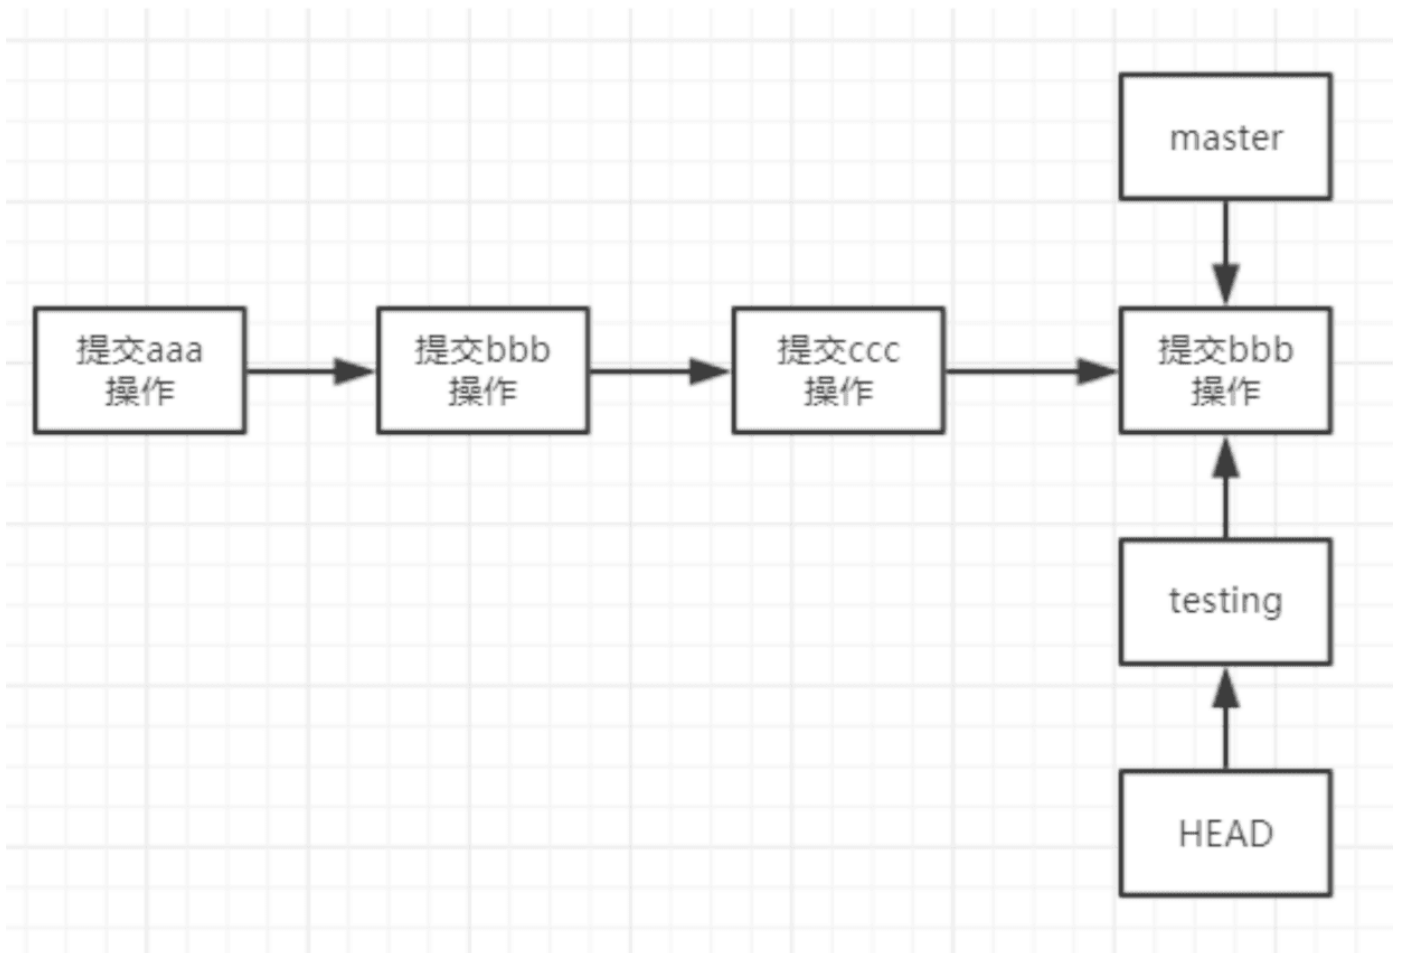 master
提交aaa
操作
提交bbb
操作
提交ccc
操作
提交bbb
操作
testing
HEAD